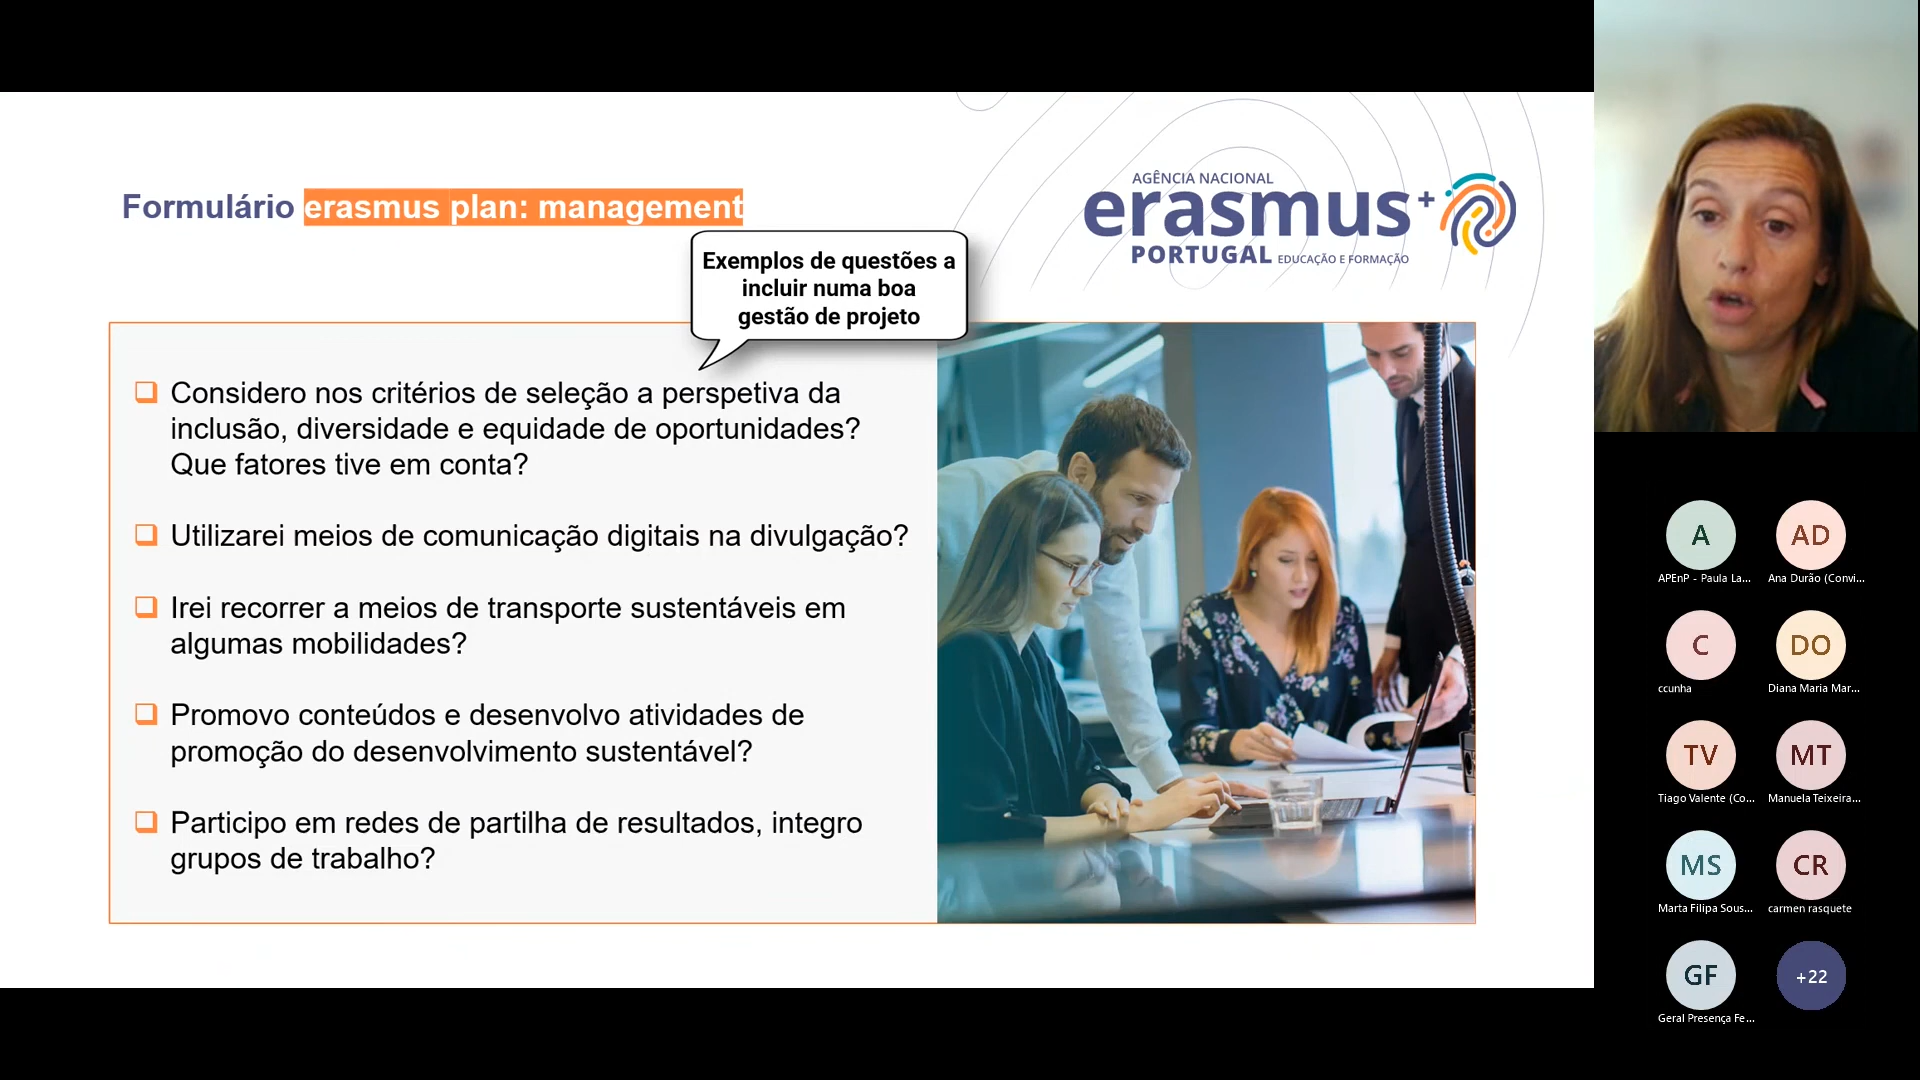 Formulário erasmus plan: management
AGÊNCIA NACIONAL
erasmus+
PORTUGAL EDUCAÇÃO E FORMAÇÃO
Exemplos de questões a
incluir numa boa
gestão de projeto
Considero nos critérios de seleção a perspetiva da
inclusão, diversidade e equidade de oportunidades?
Que fatores tive em conta?
Utilizarei meios de comunicação digitais na divulgação?
Irei recorrer a meios de transporte sustentáveis em
algumas mobilidades?
Promovo conteúdos e desenvolvo atividades de
promoção do desenvolvimento sustentável?
Participo em redes de partilha de resultados, integro
grupos de trabalho?
A
APEnP - Paula La...
AD
Ana Durão (Convi...
C
ccunha
DO
Diana Maria Mar...
TV
Tiago Valente (Co...
MT
Manuela Teixeira...
MS
Marta Filipa Sous...
CR
carmen rasquete
GF
Geral Presença Fe...
+22